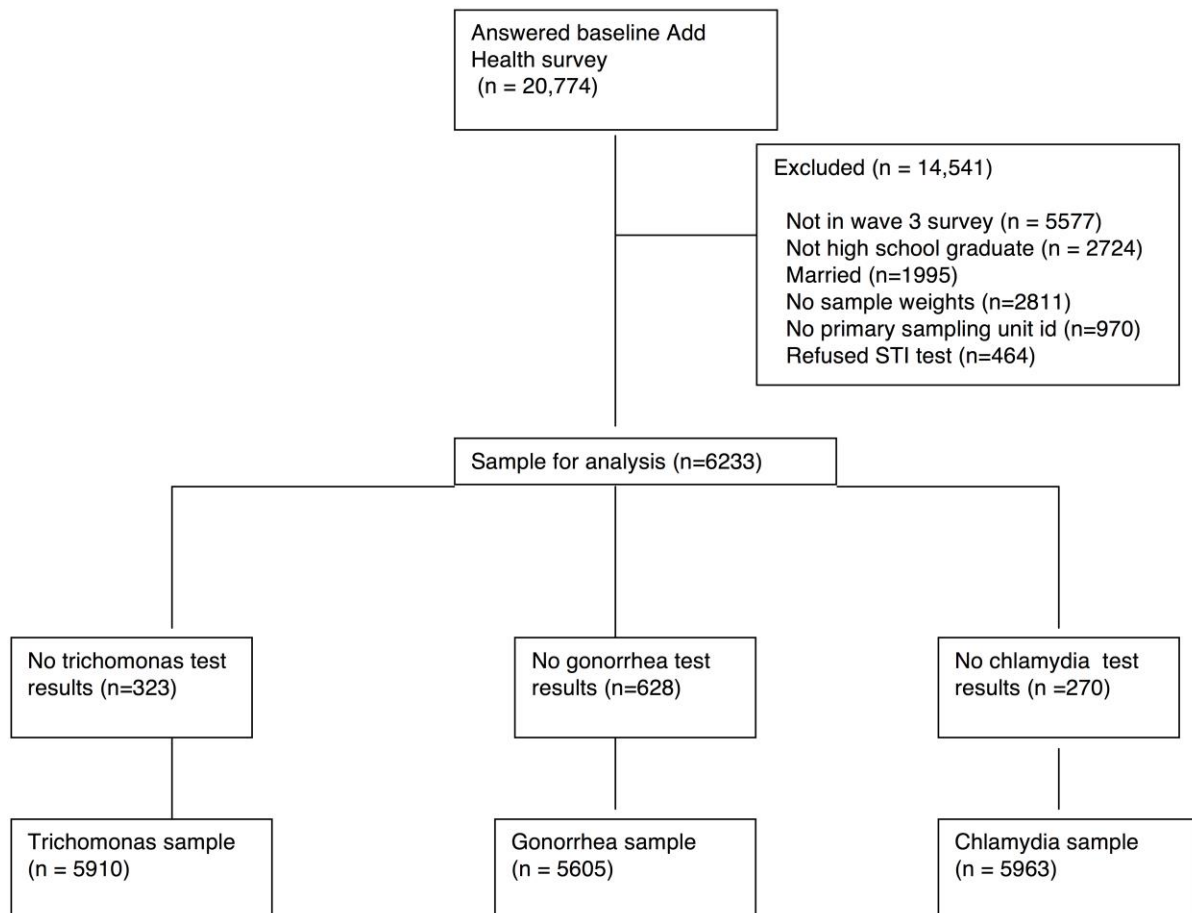 Answered baseline Add
Health survey
(n = 20,774)
Excluded (n = 14,541)
Not in wave 3 survey (n = 5577)
Not high school graduate (n = 2724)
Married (n=1995)
No sample weights (n=2811)
No primary sampling unit id (n=970)
Refused STI test (n=464)
Sample for analysis (n=6233)
No trichomonas test
results (n=323)
No gonorrhea test
results (n=628)
No chlamydia  test
results (n =270)
Trichomonas sample
(n = 5910)
Gonorrhea sample
(n = 5605)
Chlamydia sample
(n = 5963)